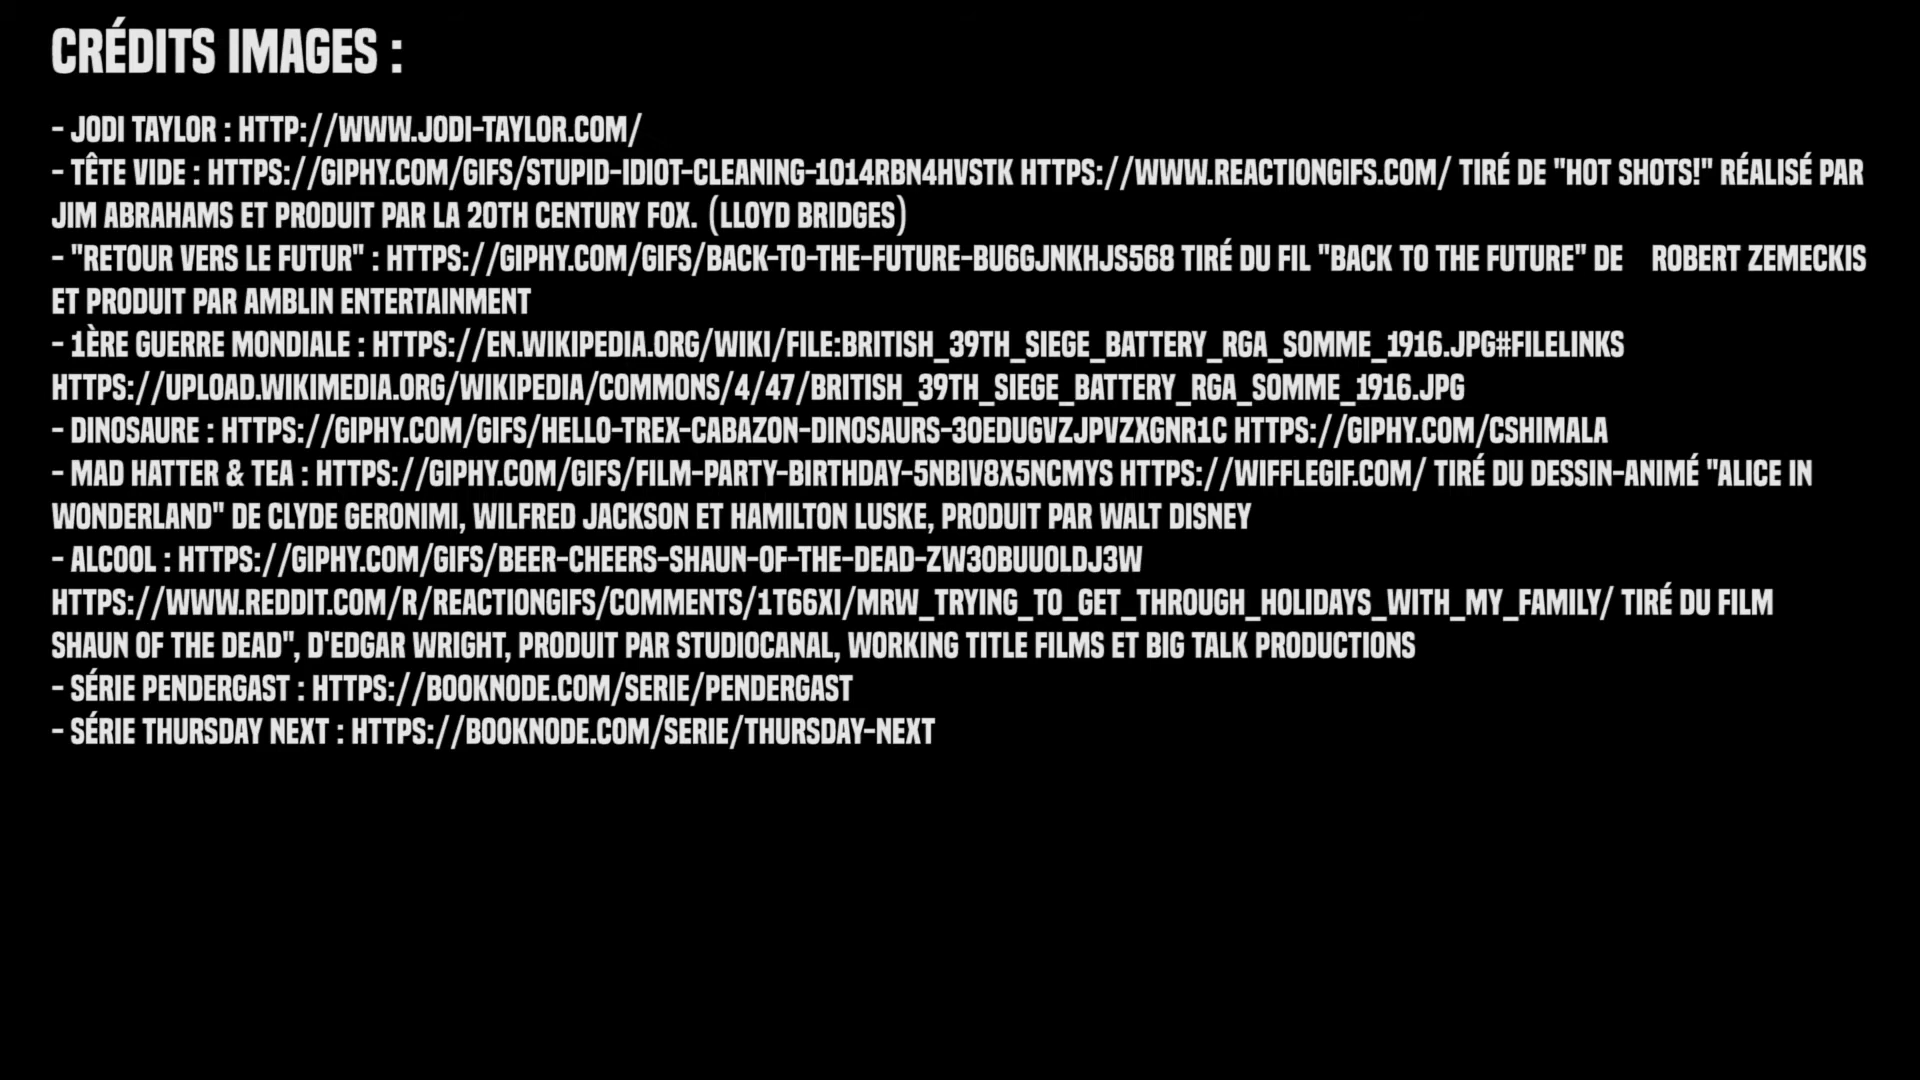 CRÉDITS IMAGES :
- JODI TAYLOR : HTTP://WWW.JODI-TAYLOR.COM/
- TÊTE VIDE : HTTPS://GIPHY.COM/GIFS/STUPID-IDIOT-CLEANING-1014RBN4HVSTK HTTPS://WWW.REACTIONGIFS.COM/ TIRÉ DE "HOT SHOTS!" RÉALISÉ PAR
JIM ABRAHAMS ET PRODUIT PAR LA 20TH CENTURY FOX. (LLOYD BRIDGES)
- "RETOUR VERS LE FUTUR" : HTTPS://GIPHY.COM/GIFS/BACK-TO-THE-FUTURE-BU6GJNKHJS568 TIRÉ DU FIL "BACK TO THE FUTURE" DE ROBERT ZEMECKIS
ET PRODUIT PAR AMBLIN ENTERTAINMENT
- 1ÈRE GUERRE MONDIALE : HTTPS://EN.WIKIPEDIA.ORG/WIKI/FILE:BRITISH_39TH_SIEGE_BATTERY_RGA_SOMME_1916.JPG#FILELINKS
HTTPS://UPLOAD.WIKIMEDIA.ORG/WIKIPEDIA/COMMONS/4/47/BRITISH_39TH_SIEGE_BATTERY_RGA_SOMME_1916.JPG
- DINOSAURE : HTTPS://GIPHY.COM/GIFS/HELLO-TREX-CABAZON-DINOSAURS-3OEDUGVZJPVZXGNR1C HTTPS://GIPHY.COM/CSHIMALA
- MAD HATTER & TEA : HTTPS://GIPHY.COM/GIFS/FILM-PARTY-BIRTHDAY-5NBIV8X5NCMYS HTTPS://WIFFLEGIF.COM/ TIRÉ DU DESSIN-ANIMÉ "ALICE IN
WONDERLAND" DE CLYDE GERONIMI, WILFRED JACKSON ET HAMILTON LUSKE, PRODUIT PAR WALT DISNEY
- ALCOOL : HTTPS://GIPHY.COM/GIFS/BEER-CHEERS-SHAUN-OF-THE-DEAD-ZW3OBUUOLDJ3W
HTTPS://WWW.REDDIT.COM/R/REACTIONGIFS/COMMENTS/1T66XI/MRW_TRYING_TO_GET_THROUGH_HOLIDAYS_WITH_MY_FAMILY/ TIRÉ DU FILM
SHAUN OF THE DEAD", D'EDGAR WRIGHT, PRODUIT PAR STUDIOCANAL, WORKING TITLE FILMS ET BIG TALK PRODUCTIONS
- SÉRIE PENDERGAST : HTTPS://BOOKNODE.COM/SERIE/PENDERGAST
- SÉRIE THURSDAY NEXT : HTTPS://BOOKNODE.COM/SERIE/THURSDAY-NEXT